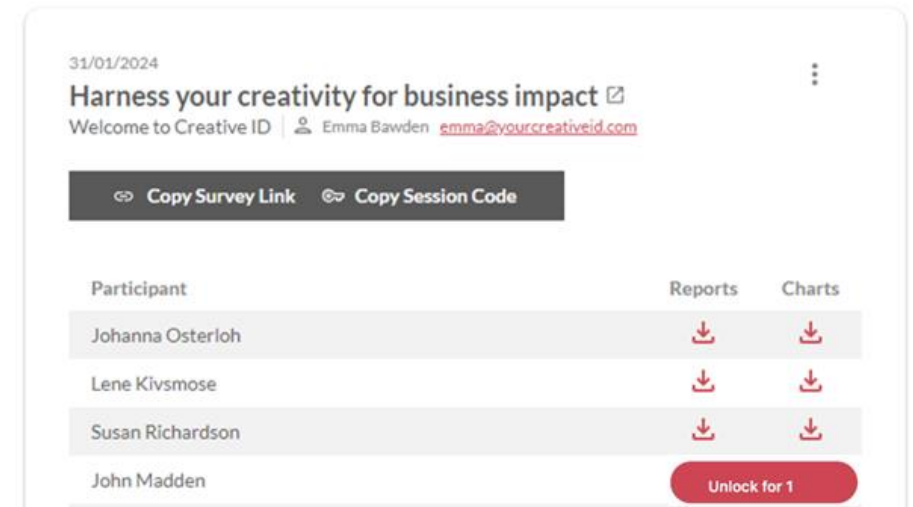 31/01/2024
Harness your creativity for business impact
Welcome to Creative ID Emma Bawden emma@yourcreativeid.com
Copy Survey Link Copy Session Code
Participant Reports Charts
Johanna Osterloh
Lene Kivsmose
Susan Richardson
John Madden Unlock for 1